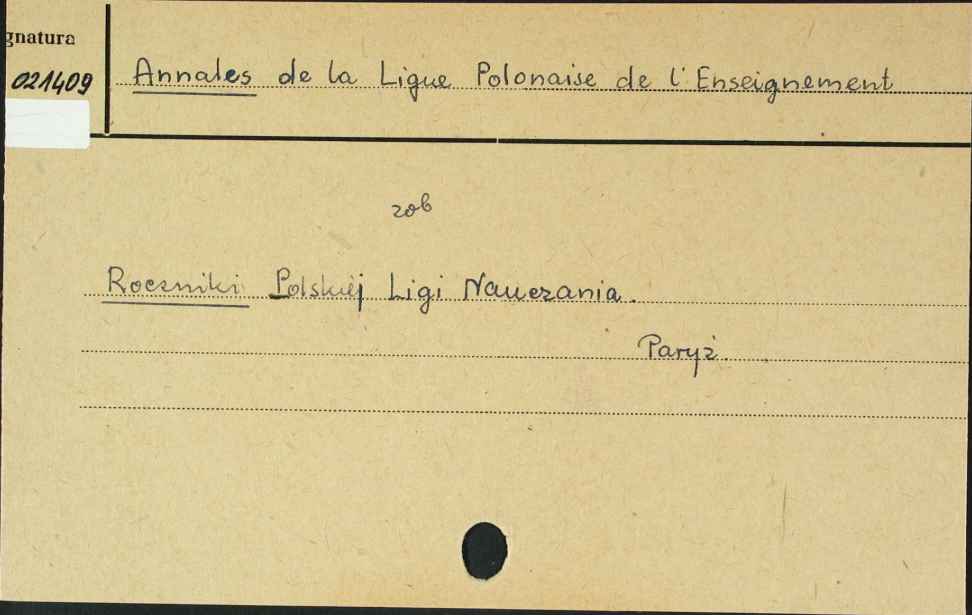 gnatura
021409 Annales de la Ligue Polonaise de l'Enseignement
zob
Roczniki Polskiej Ligi Nauczania.
Paryż.